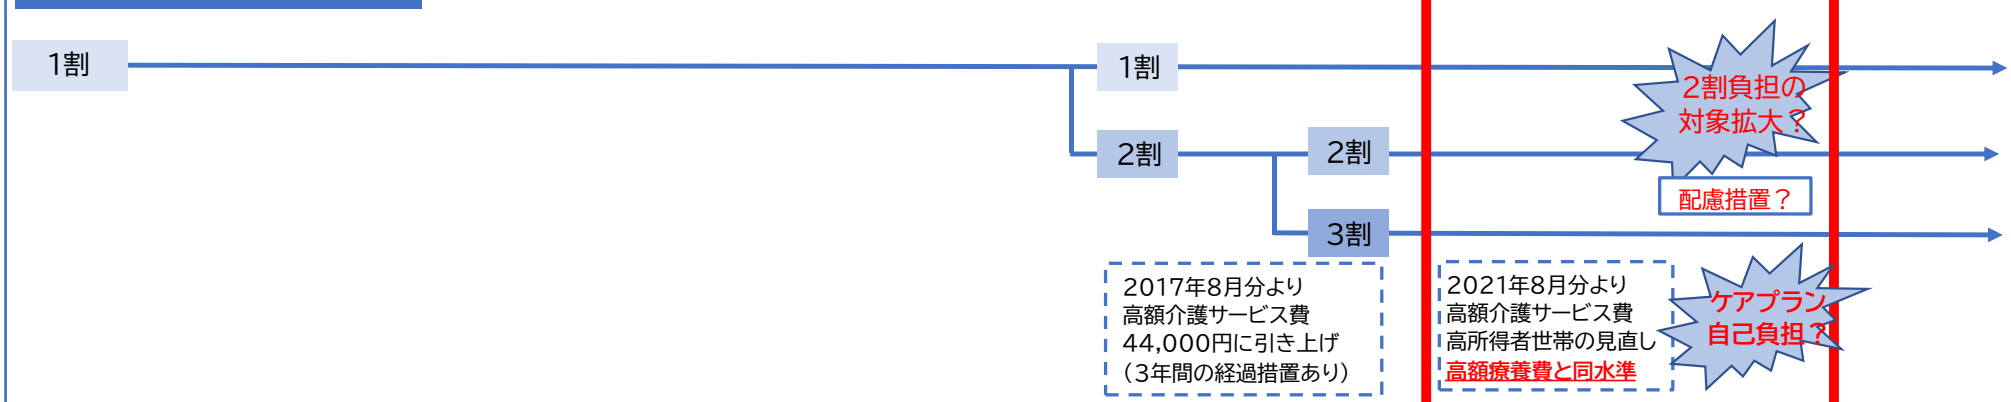 1割
1割
2割
2割
3割
2割負担の
対象拡大？
配慮措置？
2017年8月分より
高額介護サービス費
44,000円に引き上げ
（3年間の経過措置あり）
2021年8月分より
高額介護サービス費
高所得者世帯の見直し
高額療養費と同水準
ケアプラン
自己負担？